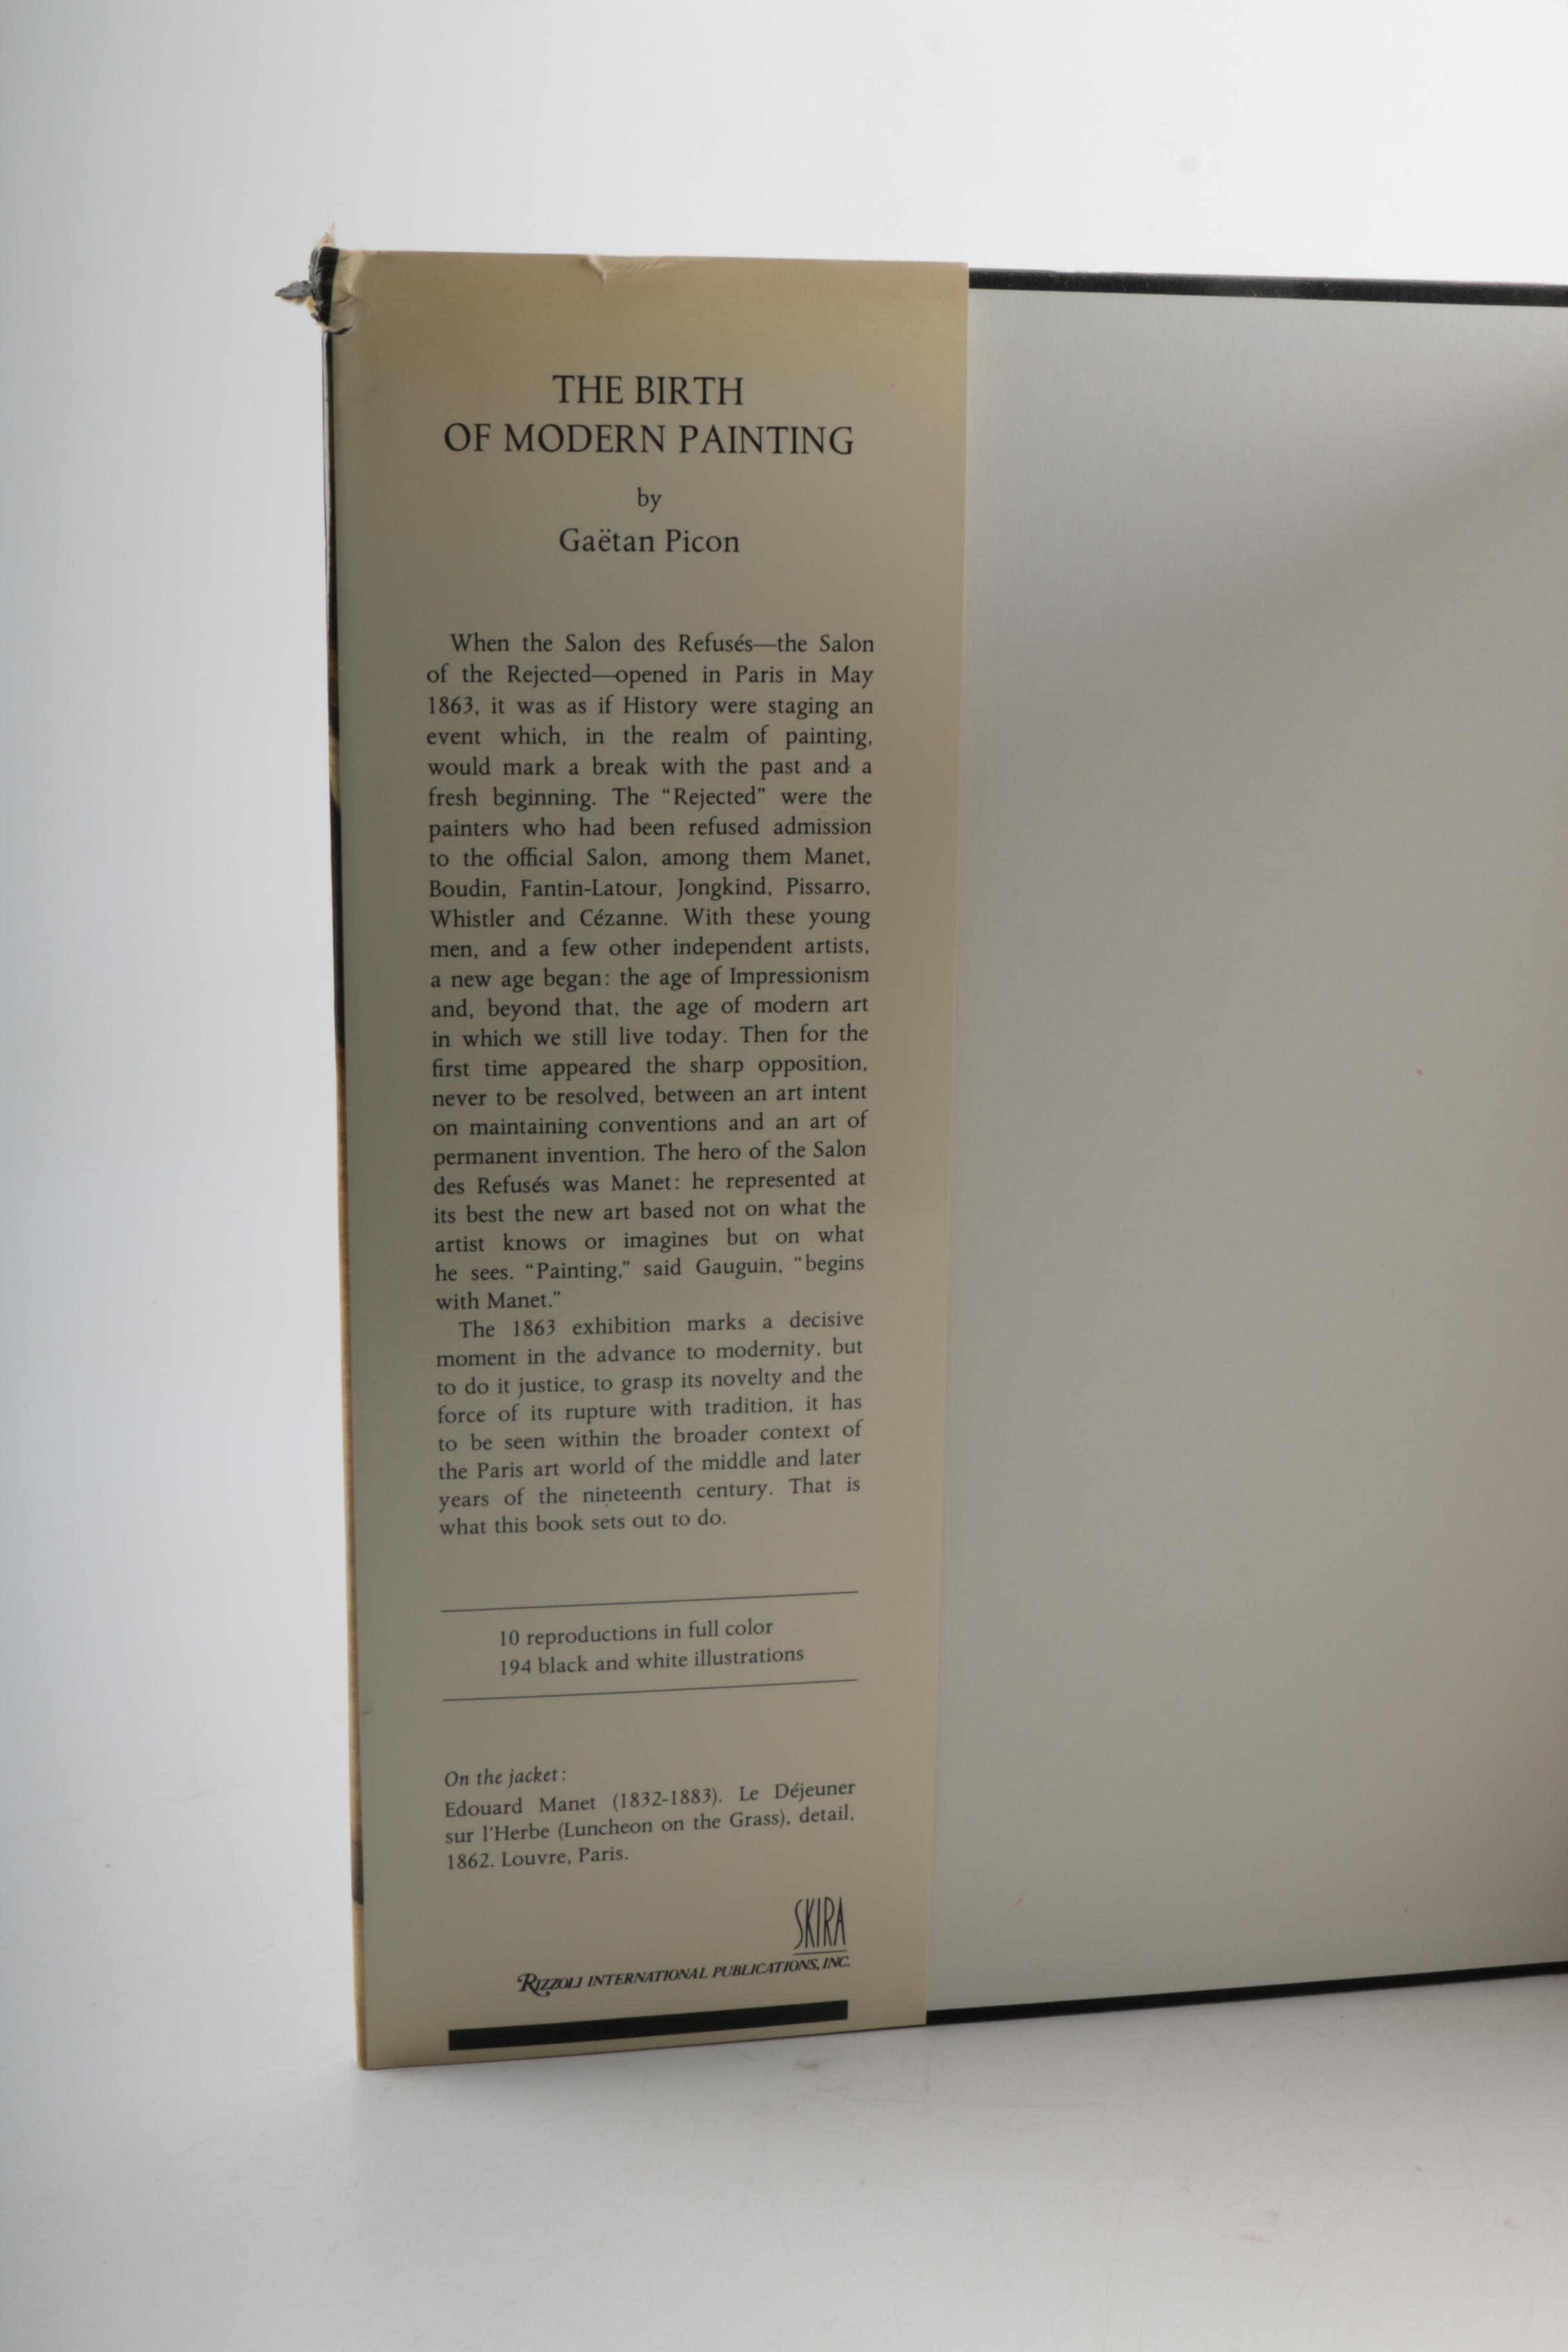 THE BIRTH
OF MODERN PAINTING
by
Gaëtan Picon
When the Salon des Refusés—the Salon
of the Rejected—opened in Paris in May
1863, it was as if History were staging an
event which, in the realm of painting,
would mark a break with the past and a
fresh beginning. The “Rejected” were the
painters who had been refused admission
to the official Salon, among them Manet,
Boudin, Fantin-Latour, Jongkind, Pissarro,
Whistler and Cézanne. With these young
men, and a few other independent artists,
a new age began: the age of Impressionism
and, beyond that, the age of modern art
in which we still live today. Then for the
first time appeared the sharp opposition,
never to be resolved, between an art intent
on maintaining conventions and an art of
permanent invention. The hero of the Salon
des Refusés was Manet: he represented at
its best the new art based not on what the
artist knows or imagines but on what
he sees. “Painting,” said Gauguin, “begins
with Manet.”
The 1863 exhibition marks a decisive
moment in the advance to modernity, but
to do it justice, to grasp its novelty and the
force of its rupture with tradition, it has
to be seen within the broader context of
the Paris art world of the middle and later
years of the nineteenth century. That is
what this book sets out to do.
10 reproductions in full color
194 black and white illustrations
On the jacket:
Edouard Manet (1832-1883). Le Déjeuner
sur l'Herbe (Luncheon on the Grass), detail,
1862. Louvre, Paris.
SKIRA
RIZZOLI INTERNATIONAL PUBLICATIONS, INC.